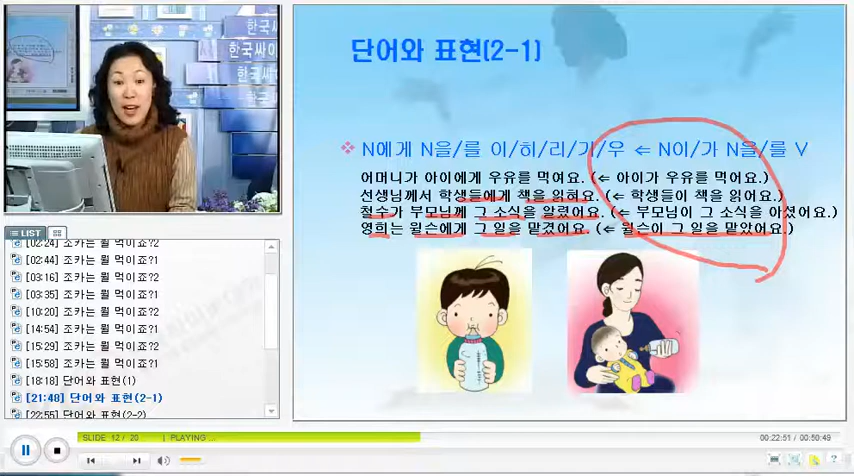 한국싸이
한국싸이
단어와 표현(2-1)
❖ N에게 N을/를 이/히/리/기/우 ⇐ N이/가 N을/를 V
어머니가 아이에게 우유를 먹여요. (⇐ 아이가 우유를 먹어요.)
선생님께서 학생들에게 책을 읽혀요. (⇐ 학생들이 책을 읽어요.)
철수가 부모님께 그 소식을 알렸어요. (⇐ 부모님이 그 소식을 아셨어요.)
영희는 윌슨에게 그 일을 맡겼어요. (⇐ 윌슨이 그 일을 맡았어요.)
LIST
[02:24] 조카는 뭘 먹이죠?2
[02:44] 조카는 뭘 먹이죠?1
[03:16] 조카는 뭘 먹이죠?2
[03:35] 조카는 뭘 먹이죠?1
[10:20] 조카는 뭘 먹이죠?2
[14:54] 조카는 뭘 먹이죠?1
[15:29] 조카는 뭘 먹이죠?2
[15:58] 조카는 뭘 먹이죠?1
[18:18] 단어와 표현(1)
[21:48] 단어와 표현(2-1)
[22:55] 단어와 표현(2-2)
SLIDE 12 / 20 | PLAYING ...
00:22:51 / 00:50:49